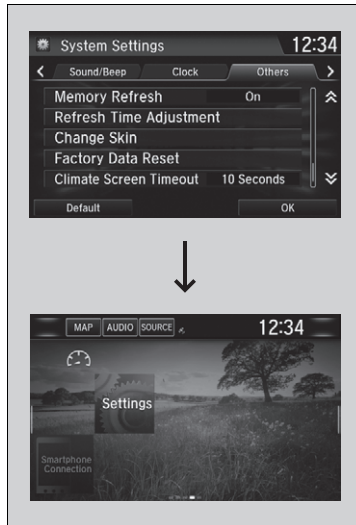 System Settings 12:34
Sound/Beep Clock Others
Memory Refresh On
Refresh Time Adjustment
Change Skin
Factory Data Reset
Climate Screen Timeout 10 Seconds
Default OK
MAP AUDIO SOURCE 12:34
Settings
Smartphone
Connection